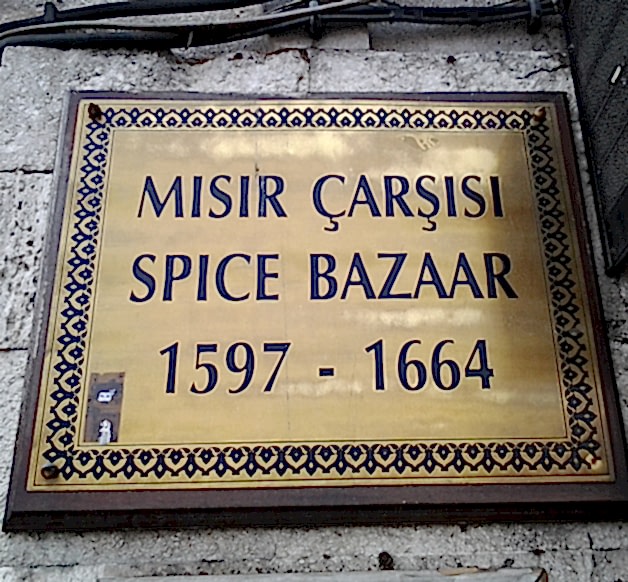 MISIR ÇARŞISI
SPICE BAZAAR
1597 - 1664